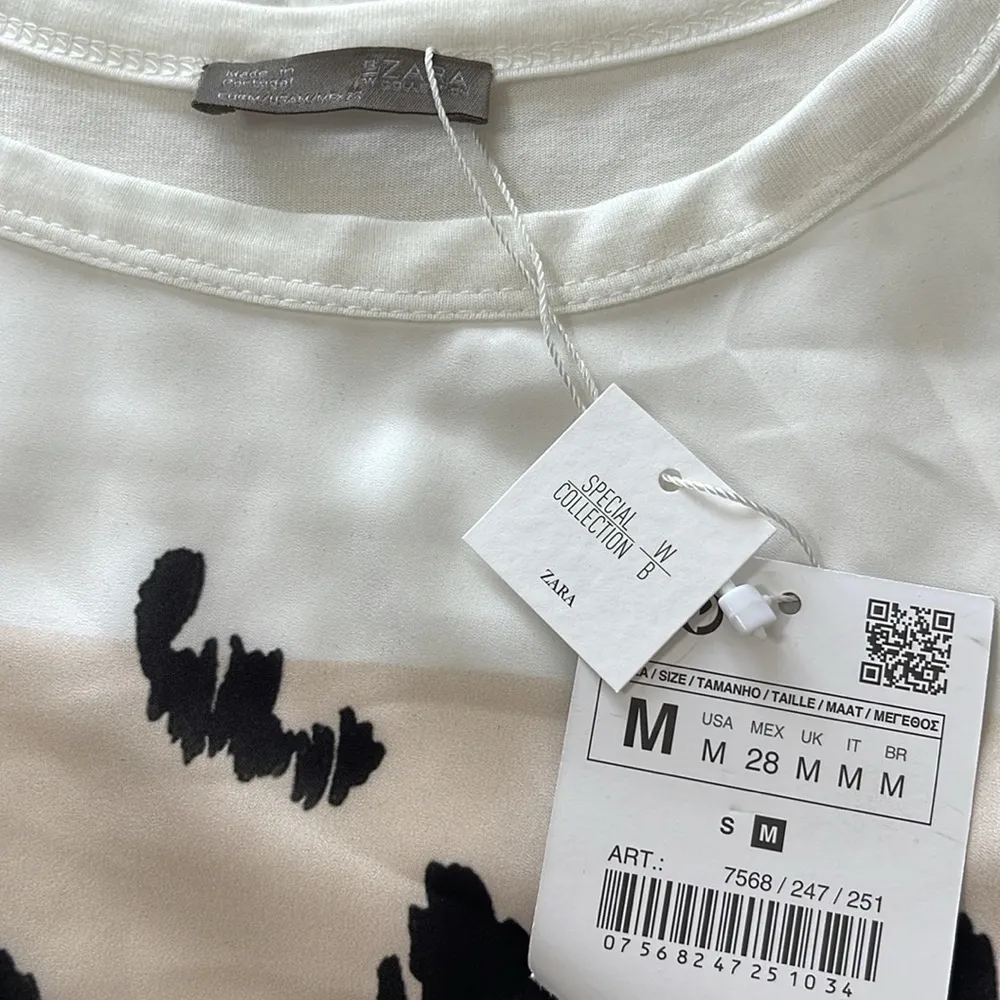 Made in
Portugal
ZARA
W COLLECTION
SPECIAL
COLLECTION
W
B
ZARA
/ SIZE / TAMANHO / TAILLE / MAAT / ΜΕΓΕΘΟΣ
M
USA MEX UK IT BR
M 28 M M M
S M
ART.: 7568 / 247 / 251
07568247251034